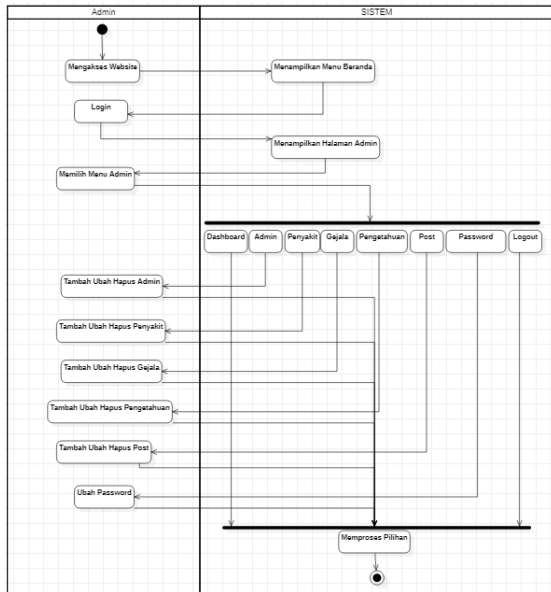 Admin
SISTEM
Mengakses Website
Menampilkan Menu Beranda
Login
Menampilkan Halaman Admin
Memilih Menu Admin
Dashboard
Admin
Penyakit
Gejala
Pengetahuan
Post
Password
Logout
Tambah Ubah Hapus Admin
Tambah Ubah Hapus Penyakit
Tambah Ubah Hapus Gejala
Tambah Ubah Hapus Pengetahuan
Tambah Ubah Hapus Post
Ubah Password
Memproses Pilihan